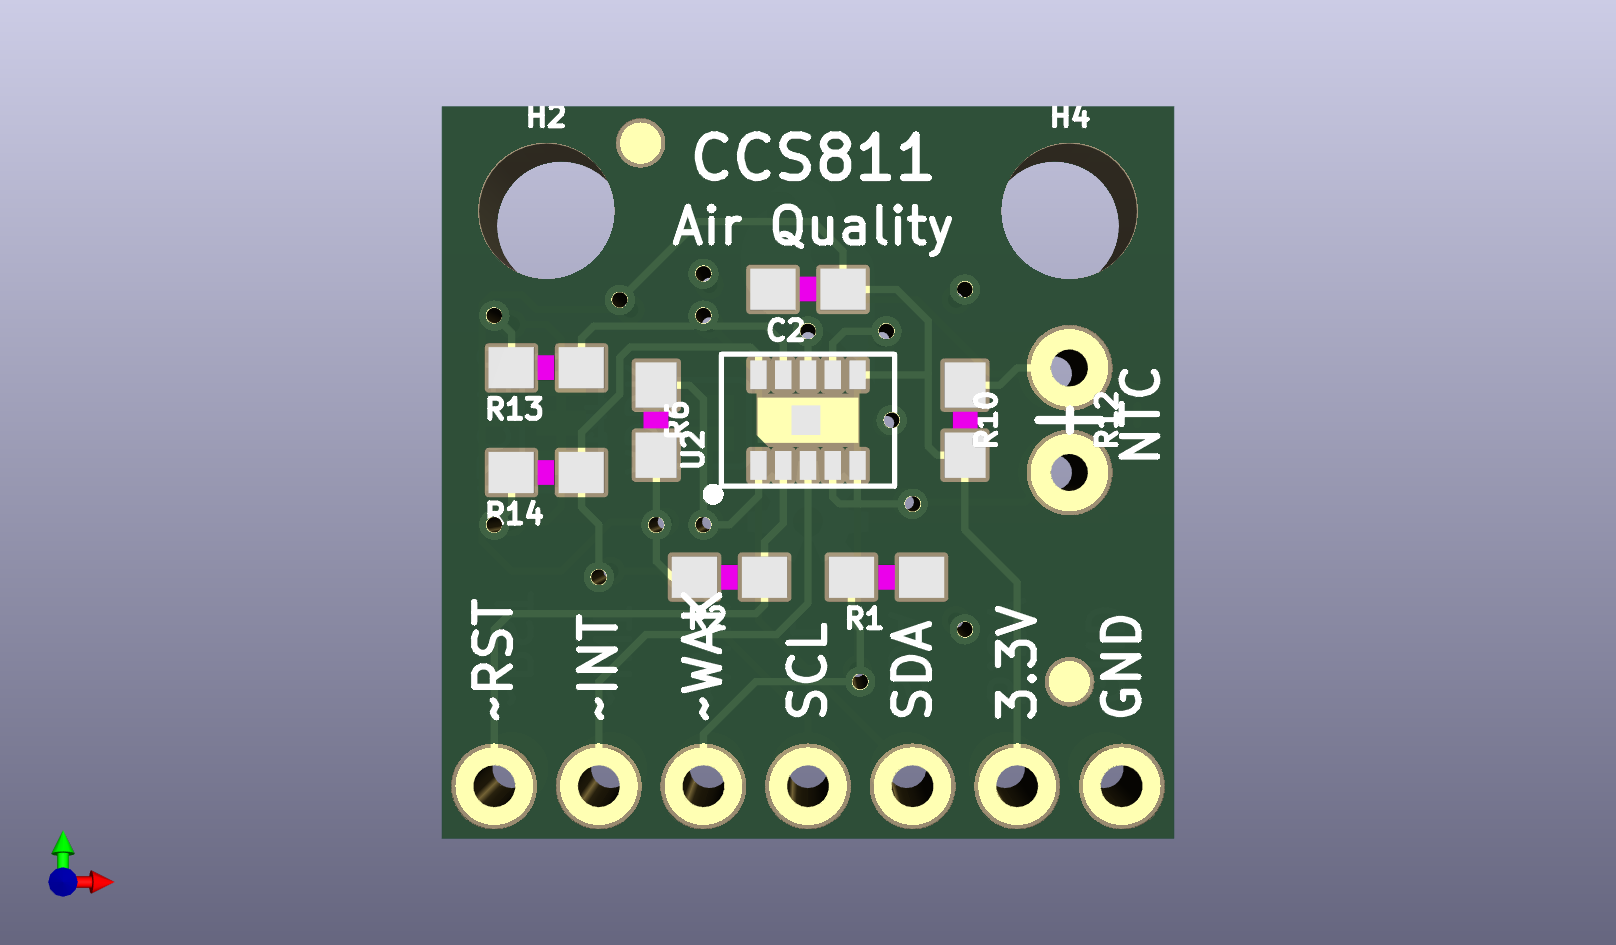 H2
H4
CCS811
Air Quality
C2
R13
R6
U2
R10
R12
NTC
R14
R1
~RST
~INT
~WAK
SCL
SDA
3.3V
GND